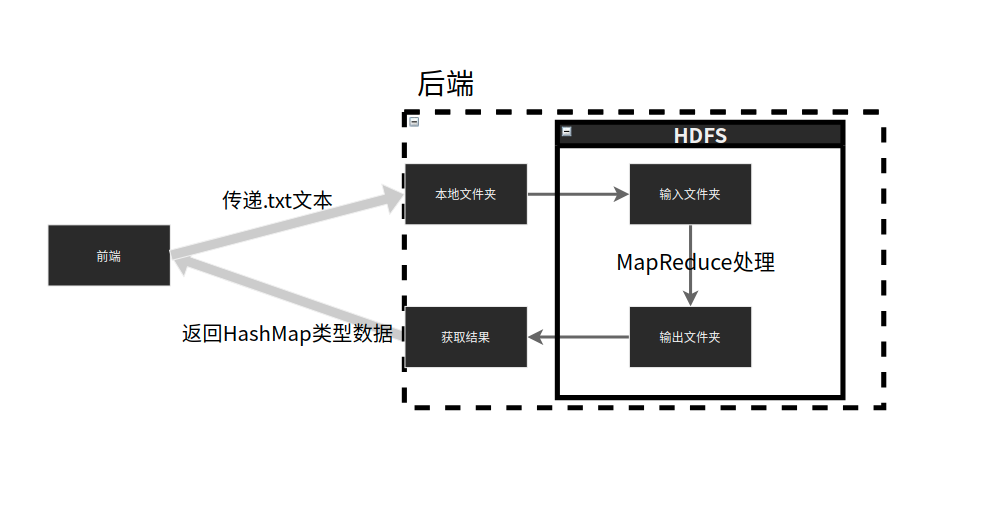 后端
HDFS
本地文件夹
输入文件夹
传递.txt文本
前端
MapReduce处理
返回HashMap类型数据
获取结果
输出文件夹